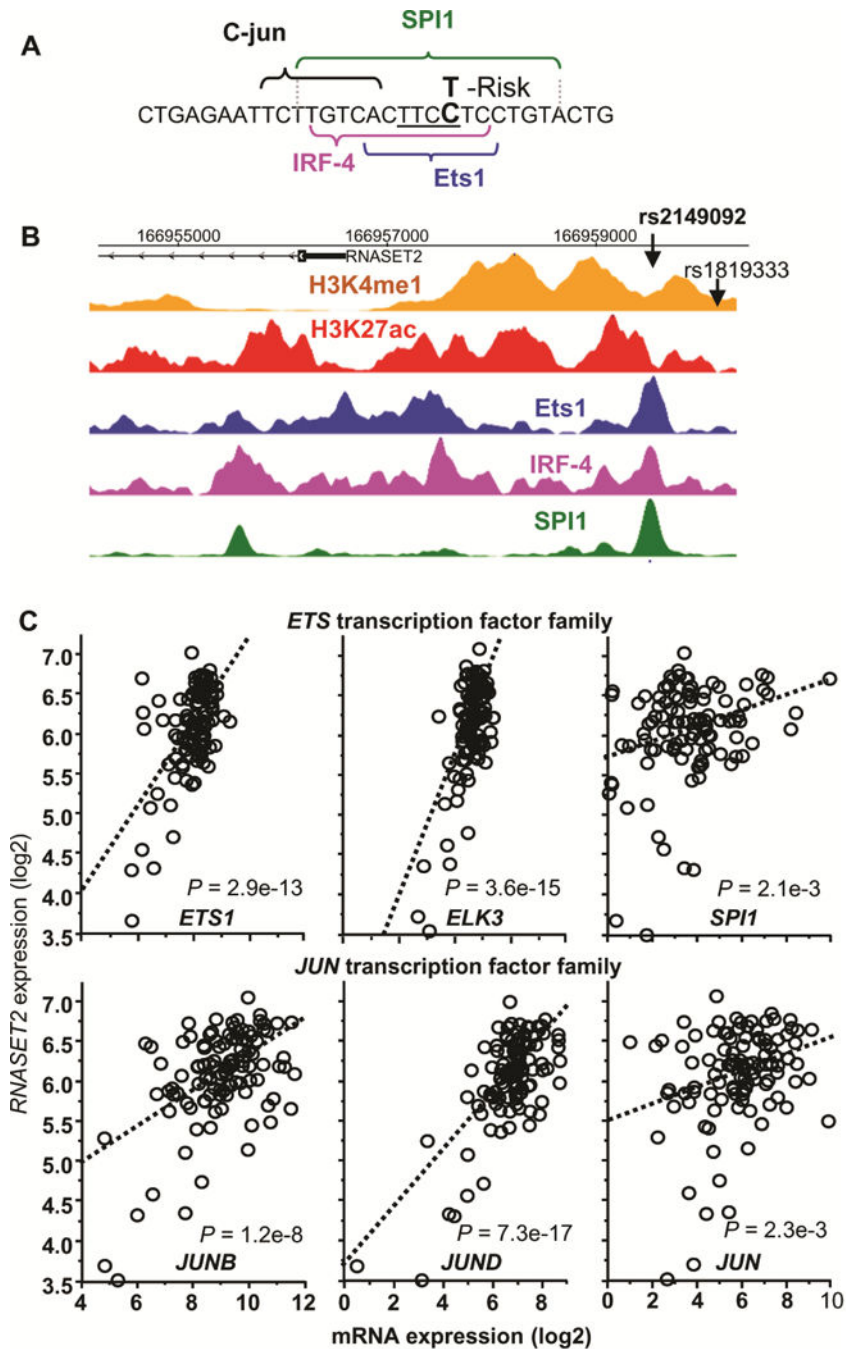 A
SPI1
C-jun
T -Risk
CTGAGAATTCTTGTCACTTCCTCCTGTACTG
IRF-4
Ets1
B
rs2149092
166955000 166957000 166959000
RNASET2
rs1819333
H3K4me1
H3K27ac
Ets1
IRF-4
SPI1
C
ETS transcription factor family
RNASET2 expression (log2)
7.0
6.5
6.0
5.5
5.0
4.5
4.0
3.5
P = 2.9e-13
ETS1
P = 3.6e-15
ELK3
P = 2.1e-3
SPI1
JUN transcription factor family
7.0
6.5
6.0
5.5
5.0
4.5
4.0
3.5
P = 1.2e-8
JUNB
P = 7.3e-17
JUND
P = 2.3e-3
JUN
4 6 8 10 12 0 2 4 6 8 0 2 4 6 8 10
mRNA expression (log2)